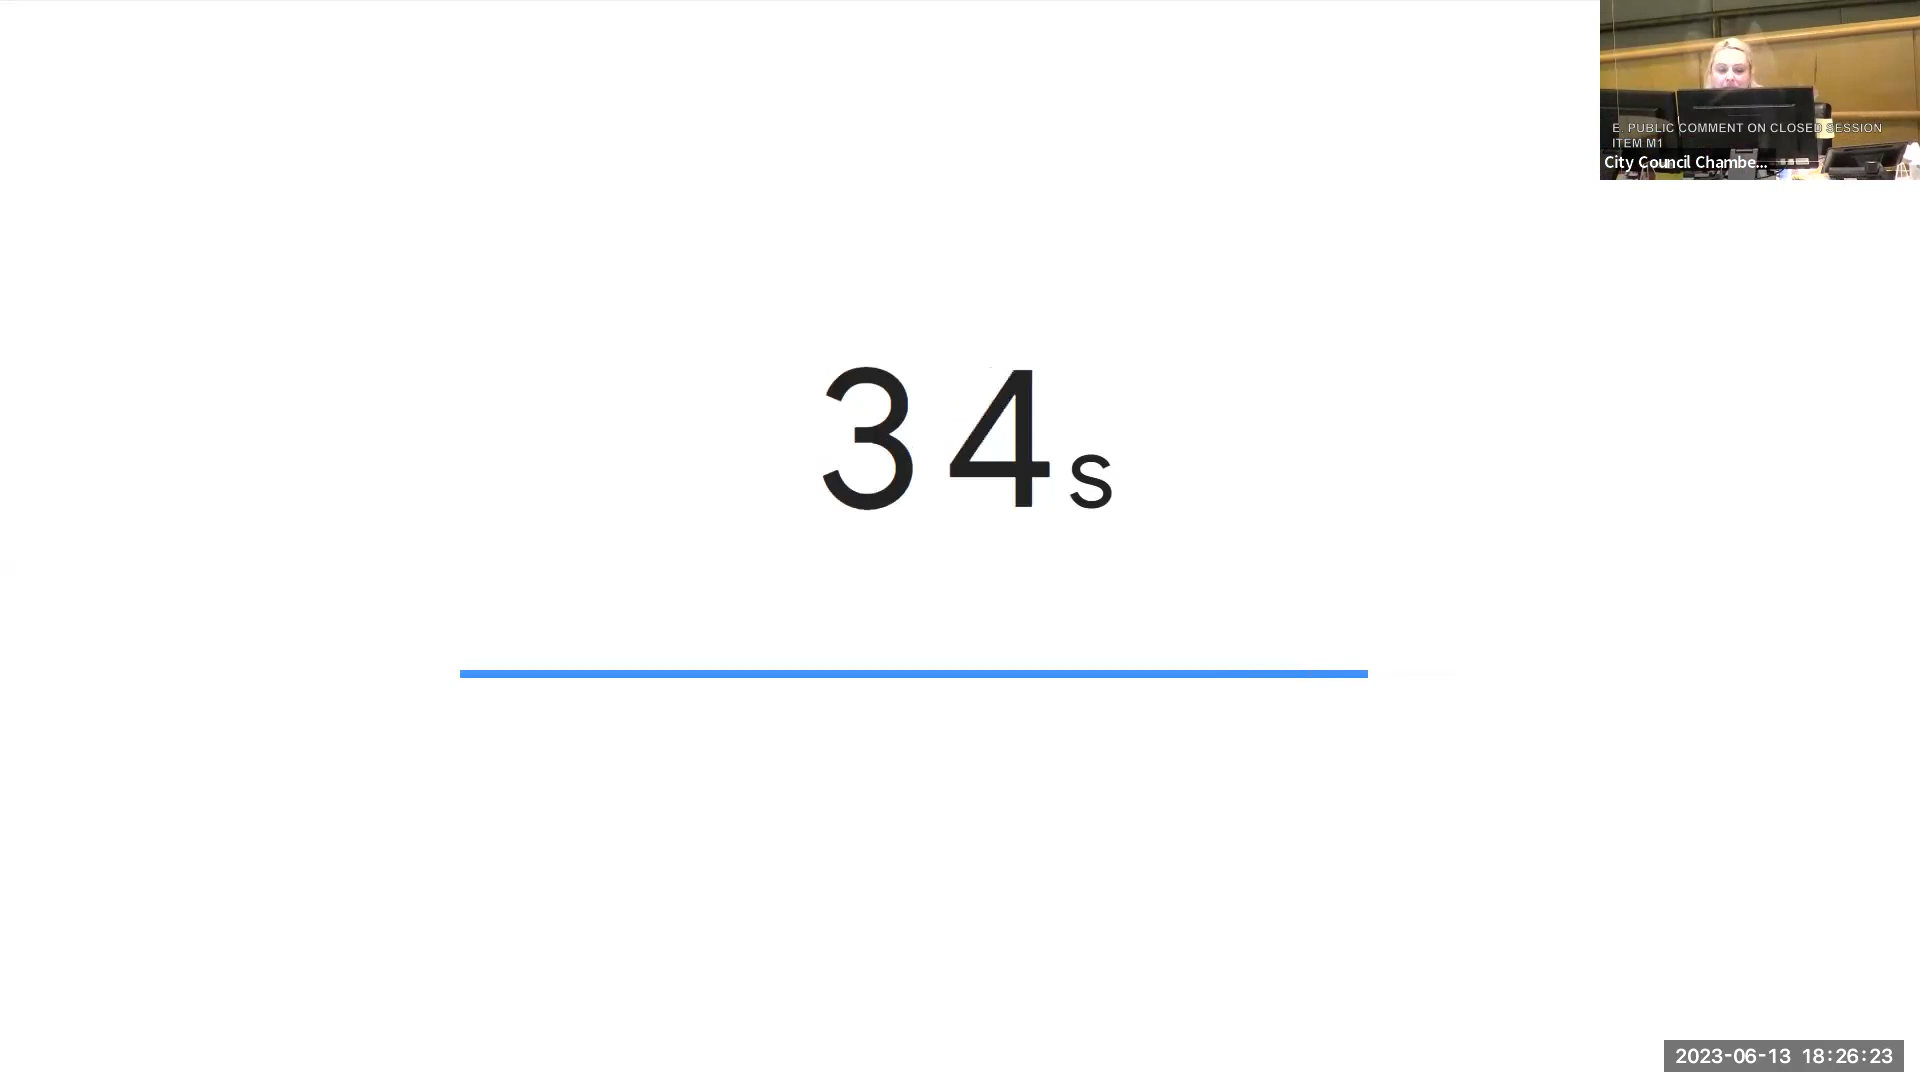 E. PUBLIC COMMENT ON CLOSED SESSION
ITEM M1
City Council Chambe...
34s
2023-06-13 18:26:23